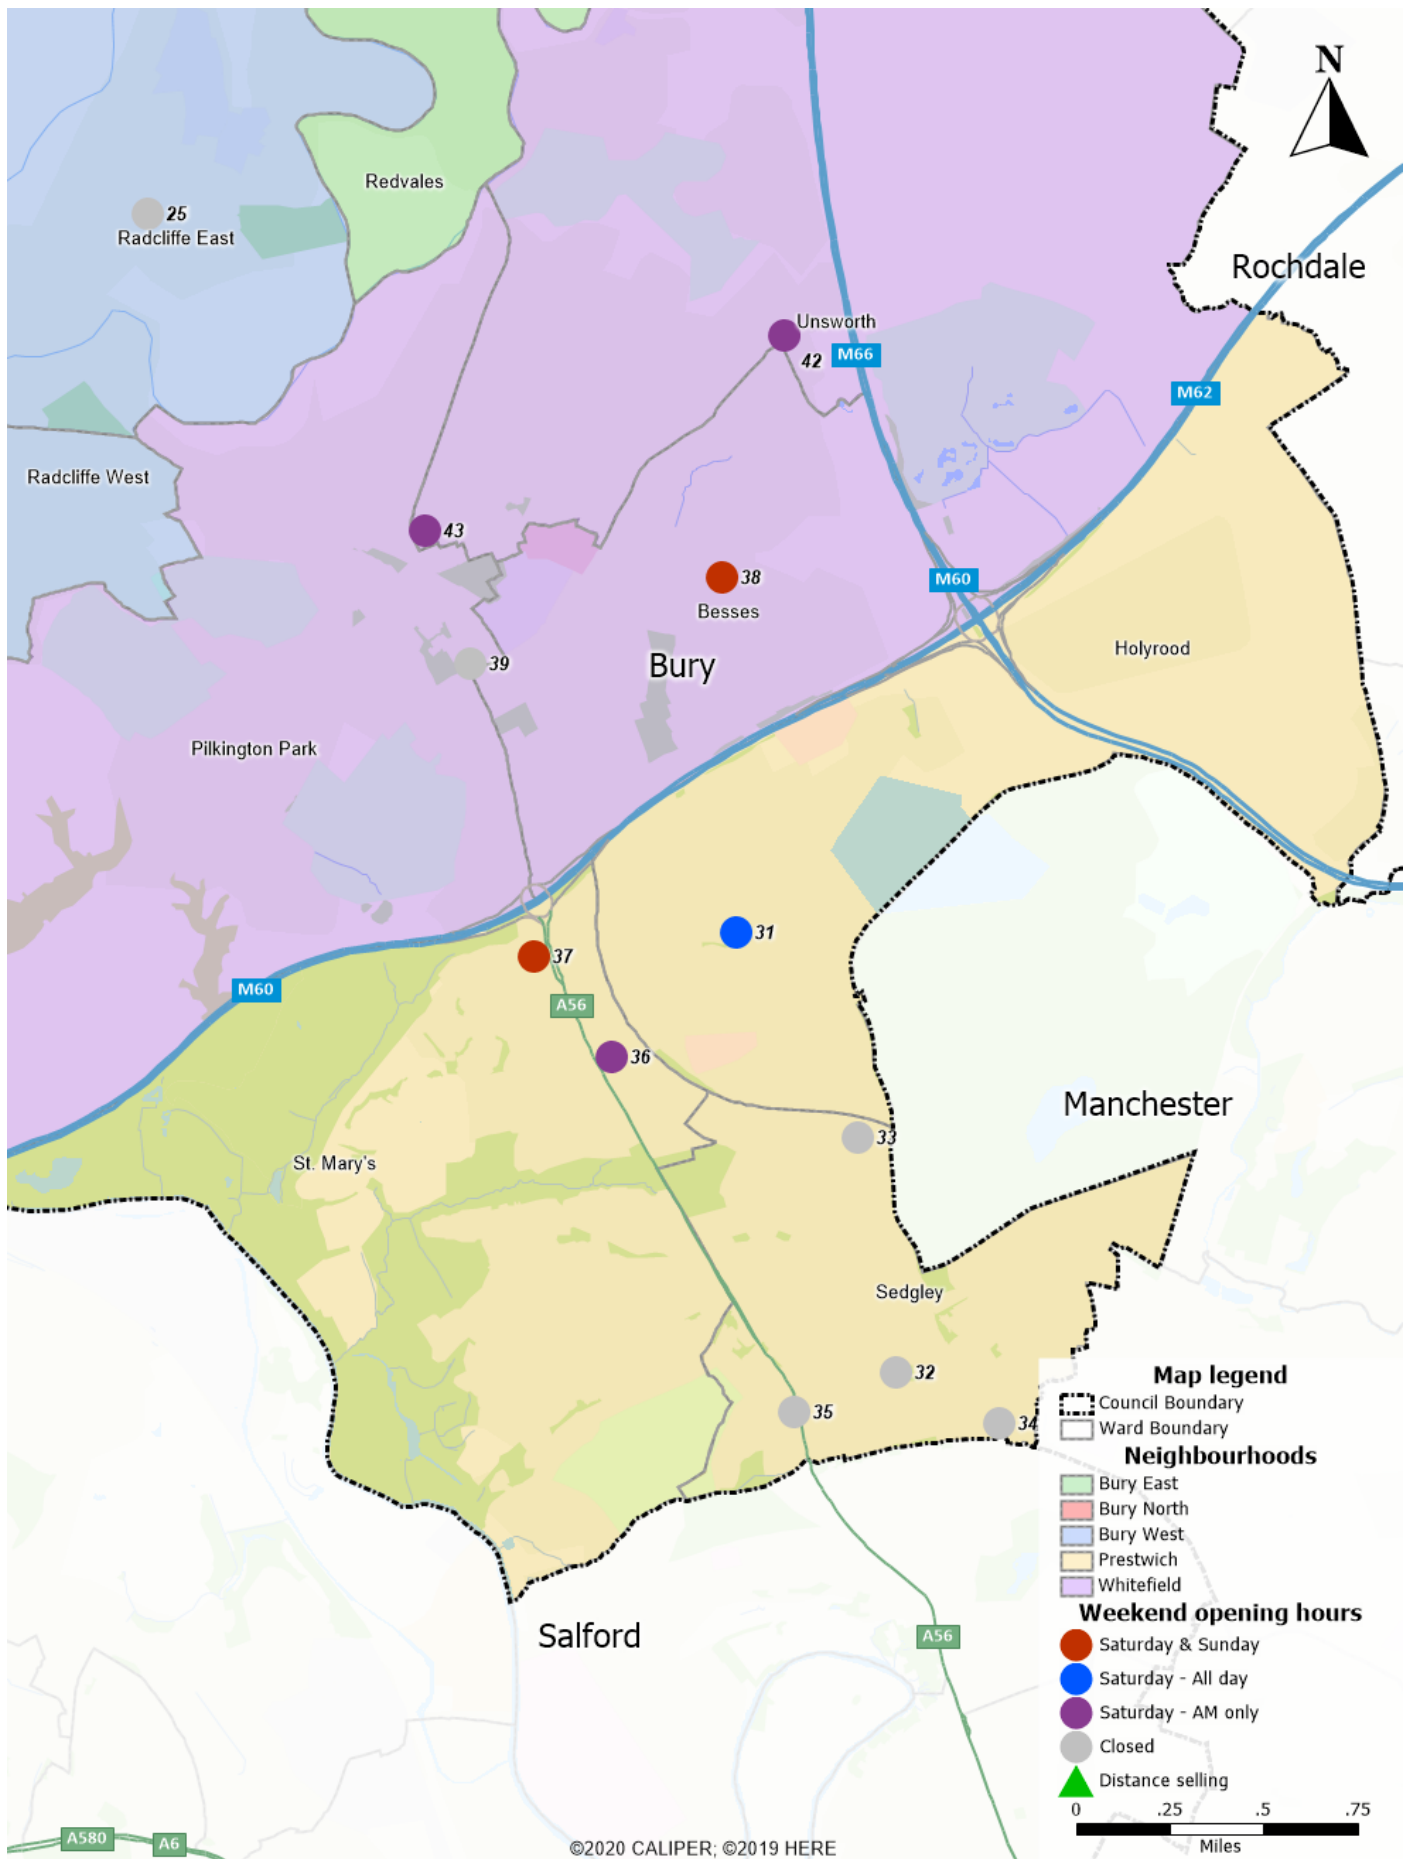 N
Redvales
25
Radcliffe East
Rochdale
Unsworth
42
M66
M62
Radcliffe West
43
38
M60
Besses
Holyrood
39
Bury
Pilkington Park
31
37
M60
A56
36
Manchester
33
St. Mary's
Sedgley
32
35
34
Map legend
Council Boundary
Ward Boundary
Neighbourhoods
Bury East
Bury North
Bury West
Prestwich
Whitefield
Weekend opening hours
Salford
A56
Saturday & Sunday
Saturday - All day
Saturday - AM only
Closed
Distance selling
0 .25 .5 .75
Miles
A580
A6
©2020 CALIPER; ©2019 HERE